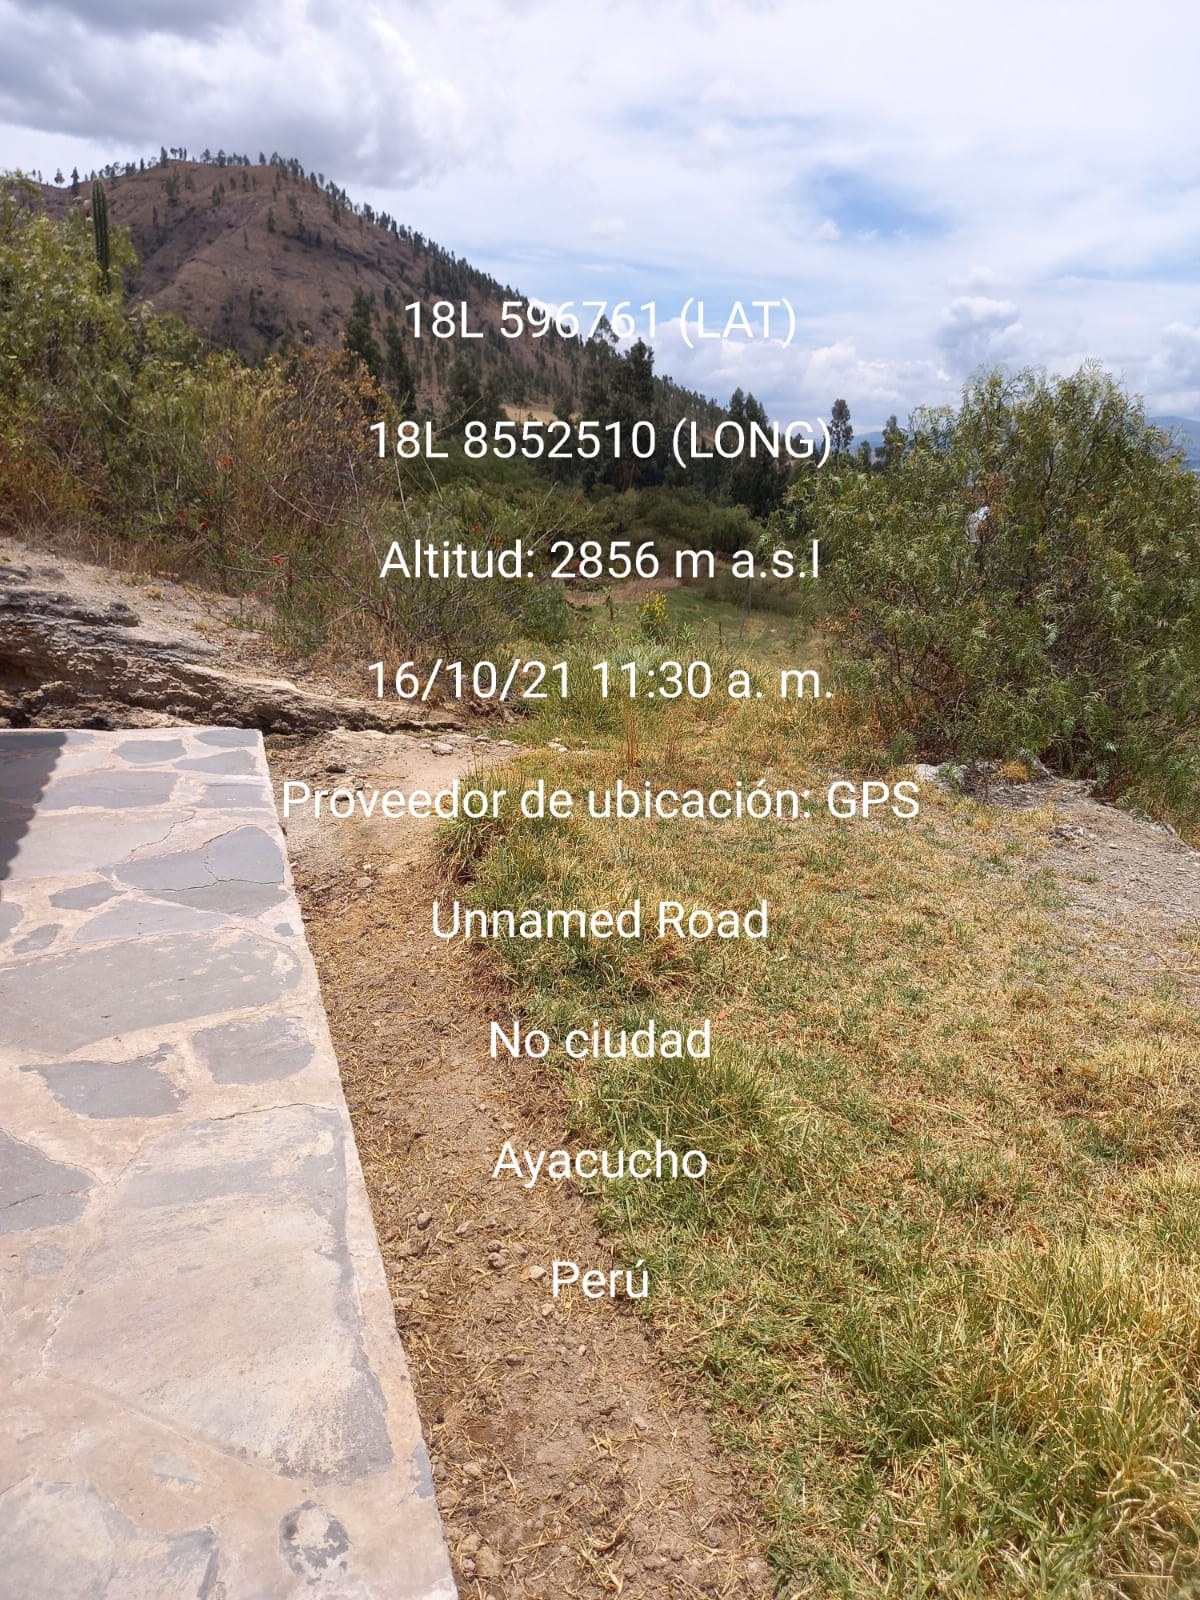 18L 596761 (LAT)
18L 8552510 (LONG)
Altitud: 2856 m a.s.l
16/10/21 11:30 a. m.
Proveedor de ubicación: GPS
Unnamed Road
No ciudad
Ayacucho
Perú